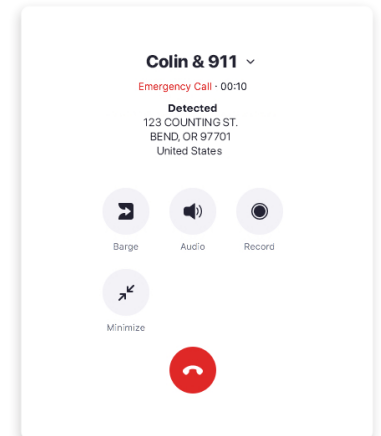 Colin & 911
Emergency Call · 00:10
Detected
123 COUNTING ST.
BEND, OR 97701
United States
Barge
Audio
Record
Minimize